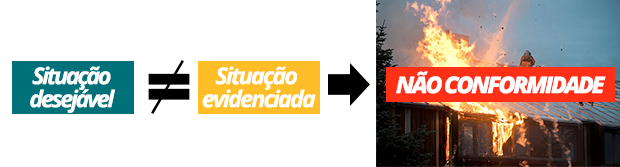 Situação
desejável
≠
Situação
evidenciada
NÃO CONFORMIDADE